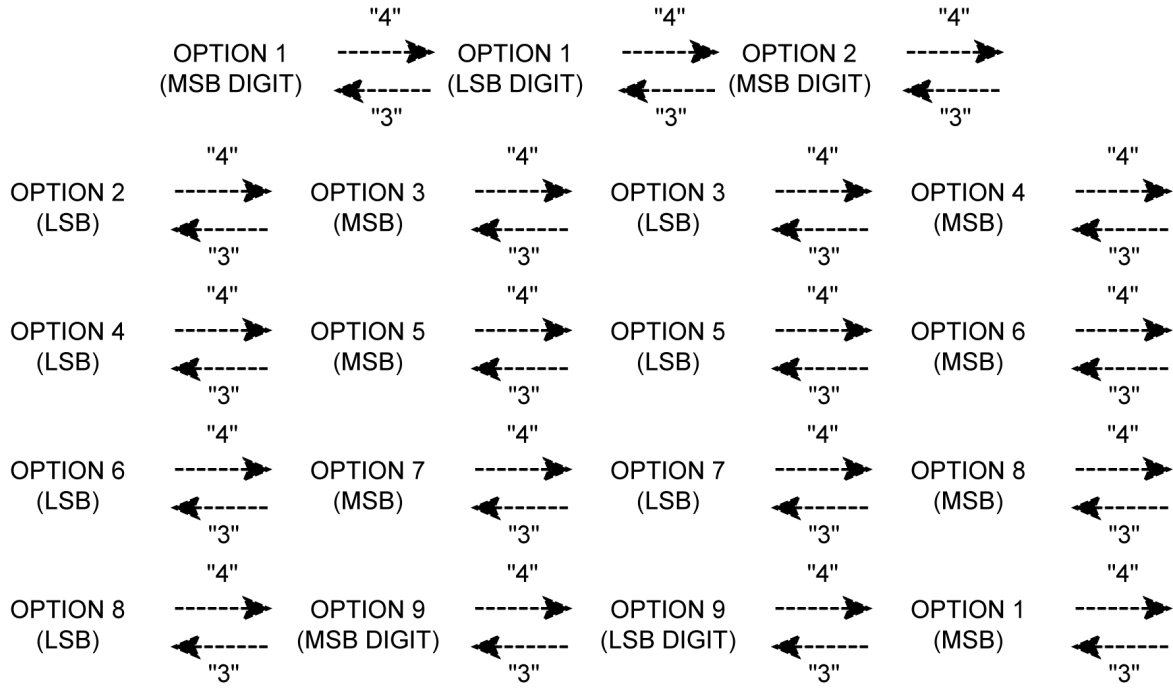 "4" "4" "4"
OPTION 1 OPTION 1 OPTION 2
(MSB DIGIT) (LSB DIGIT) (MSB DIGIT)
"3" "3" "3"
"4" "4" "4" "4"
OPTION 2 OPTION 3 OPTION 3 OPTION 4
(LSB) (MSB) (LSB) (MSB)
"3" "3" "3" "3"
"4" "4" "4" "4"
OPTION 4 OPTION 5 OPTION 5 OPTION 6
(LSB) (MSB) (LSB) (MSB)
"3" "3" "3" "3"
"4" "4" "4" "4"
OPTION 6 OPTION 7 OPTION 7 OPTION 8
(LSB) (MSB) (LSB) (MSB)
"3" "3" "3" "3"
"4" "4" "4" "4"
OPTION 8 OPTION 9 OPTION 9 OPTION 1
(LSB) (MSB DIGIT) (LSB DIGIT) (MSB)
"3" "3" "3" "3"